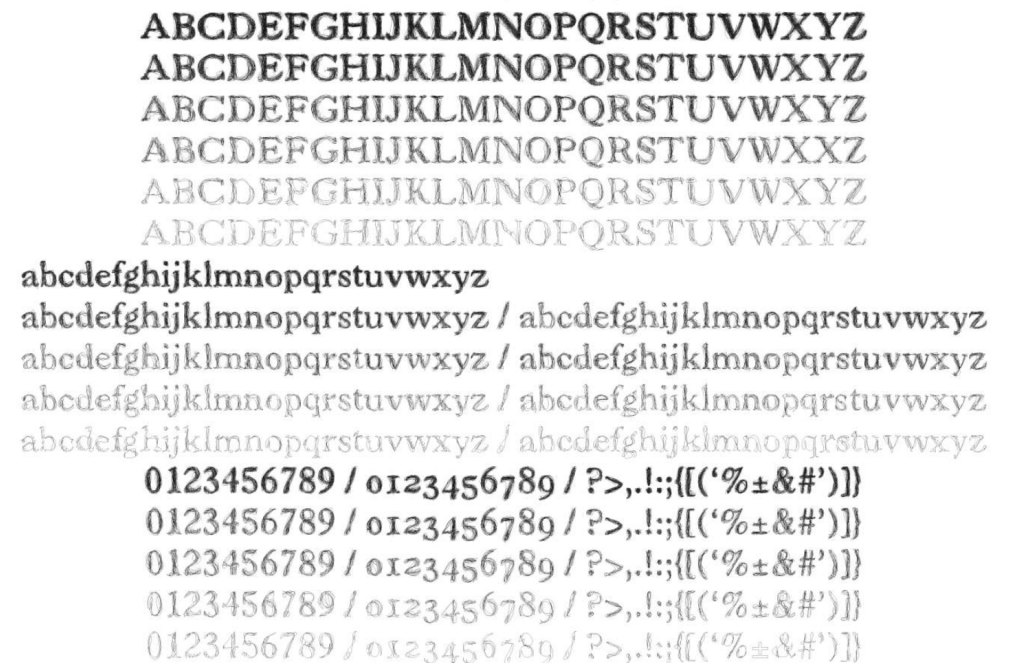 ABCDEFGHIJKLMNOPQRSTUVWXYZ
ABCDEFGHIJKLMNOPQRSTUVWXYZ
ABCDEFGHIJKLMNOPQRSTUVWXYZ
ABCDEFGHIJKLMNOPQRSTUVWXXZ
ABCDEFGHIJKLMNOPQRSTUVWXYZ
ABCDEFGHIJKLMNOPQRSTUVWXYZ
abcdefghijklmnopqrstuvwxyz
abcdefghijklmnopqrstuvwxyz / abcdefghijklmnopqrstuvwxyz
abcdefghijklmnopqrstuvwxyz / abcdefghijklmnopqrstuvwxyz
abcdefghijklmnopqrstuvwxyz / abcdefghijklmnopqrstuvwxyz
abcdefghijklmnopqrstuvwxyz / abcdefghijklmnopqrstuvwxyz
0123456789 / 0123456789 / ?>,.!:;{[(‘%±&#’)]}
0123456789 / 0123456789 / ?>,.!:;{[(‘%±&#’)]}
0123456789 / 0123456789 / ?>,.!:;{[(‘%±&#’)]}
0123456789 / 0123456789 / ?>,.!:;{[(‘%±&#’)]}
0123456789 / 0123456789 / ?>,.!:;{[(‘%±&#’)]}